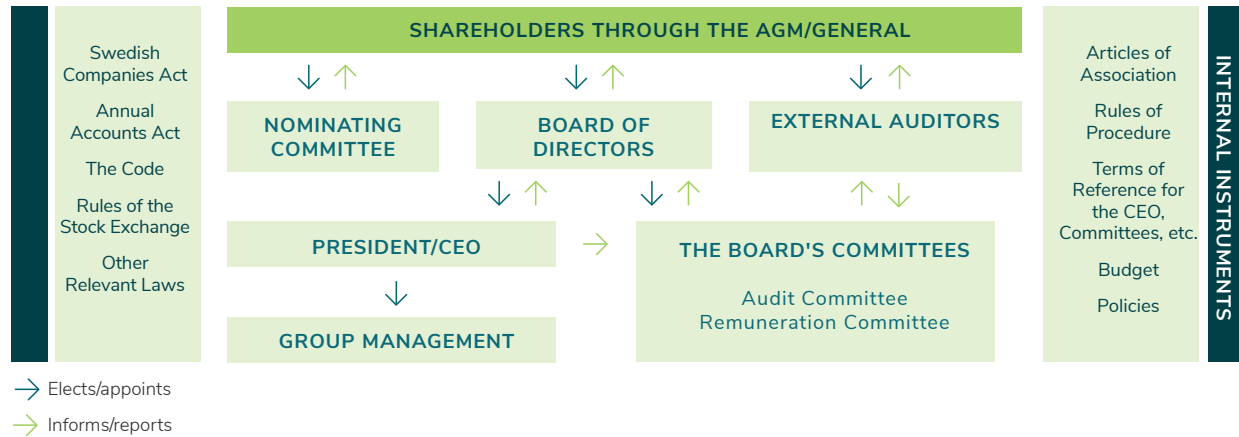 Swedish
Companies Act
Annual
Accounts Act
The Code
Rules of the
Stock Exchange
Other
Relevant Laws
SHAREHOLDERS THROUGH THE AGM/GENERAL
NOMINATING
COMMITTEE
BOARD OF
DIRECTORS
EXTERNAL AUDITORS
PRESIDENT/CEO
THE BOARD'S COMMITTEES
Audit Committee
Remuneration Committee
GROUP MANAGEMENT
Articles of
Association
Rules of
Procedure
Terms of
Reference for
the CEO,
Committees, etc.
Budget
Policies
INTERNAL INSTRUMENTS
Elects/appoints
Informs/reports